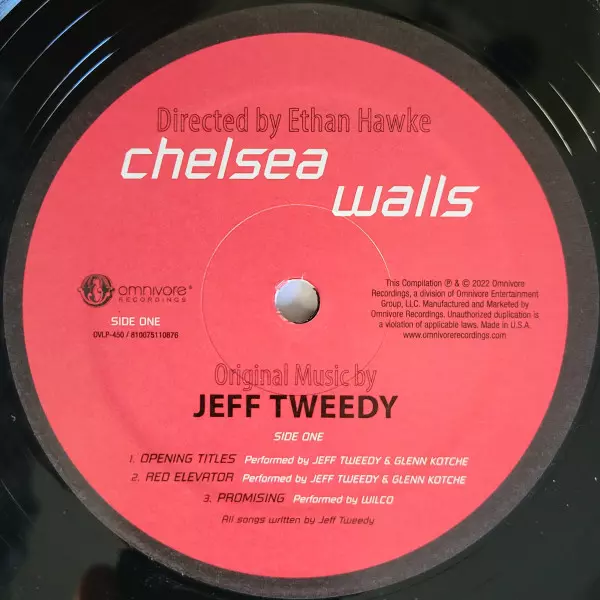 Directed by Ethan Hawke
chelsea
walls
omnivore
RECORDINGS
SIDE ONE
OVLP-450 / 810075110876
This Compilation ℗ & © 2022 Omnivore
Recordings, a division of Omnivore Entertainment
Group, LLC. Manufactured and Marketed by
Omnivore Recordings. Unauthorized duplication is
a violation of applicable laws. Made in U.S.A.
www.omnivorerecordings.com
Original Music by
JEFF TWEEDY
SIDE ONE
1. OPENING TITLES Performed by JEFF TWEEDY & GLENN KOTCHE
2. RED ELEVATOR Performed by JEFF TWEEDY & GLENN KOTCHE
3. PROMISING Performed by WILCO
All songs written by Jeff Tweedy